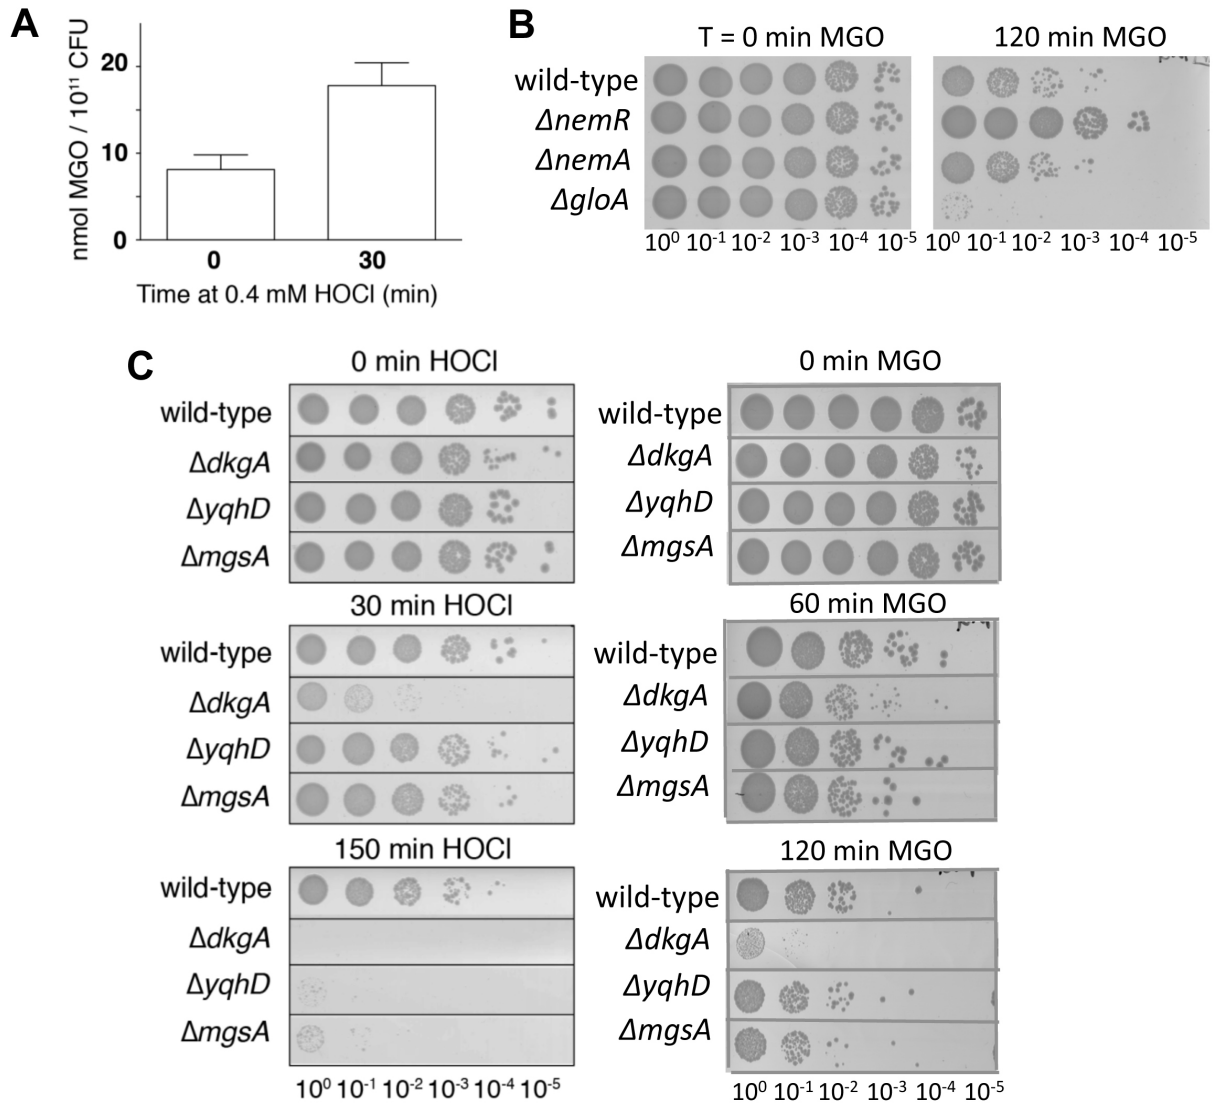 A
nmol MGO / 10¹¹ CFU
20
10
0
0 30
Time at 0.4 mM HOCl (min)
B
T = 0 min MGO 120 min MGO
wild-type
ΔnemR
ΔnemA
ΔgloA
10⁰ 10⁻¹ 10⁻² 10⁻³ 10⁻⁴ 10⁻⁵ 10⁰ 10⁻¹ 10⁻² 10⁻³ 10⁻⁴ 10⁻⁵
C
0 min HOCl
wild-type
ΔdkgA
ΔyqhD
ΔmgsA
30 min HOCl
wild-type
ΔdkgA
ΔyqhD
ΔmgsA
150 min HOCl
wild-type
ΔdkgA
ΔyqhD
ΔmgsA
10⁰ 10⁻¹ 10⁻² 10⁻³ 10⁻⁴ 10⁻⁵
0 min MGO
wild-type
ΔdkgA
ΔyqhD
ΔmgsA
60 min MGO
wild-type
ΔdkgA
ΔyqhD
ΔmgsA
120 min MGO
wild-type
ΔdkgA
ΔyqhD
ΔmgsA
10⁰ 10⁻¹ 10⁻² 10⁻³ 10⁻⁴ 10⁻⁵